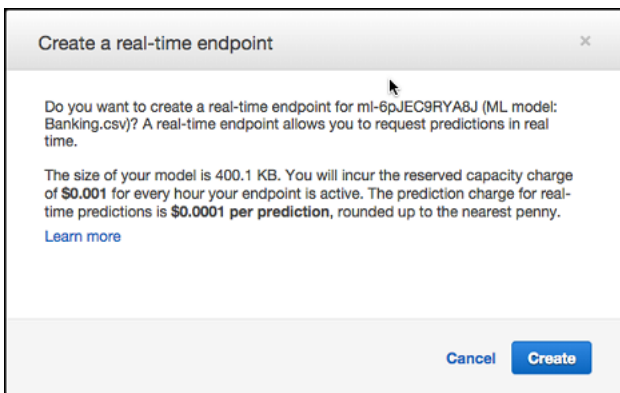 Create a real-time endpoint
×
Do you want to create a real-time endpoint for ml-6pJEC9RYA8J (ML model:
Banking.csv)? A real-time endpoint allows you to request predictions in real
time.
The size of your model is 400.1 KB. You will incur the reserved capacity charge
of $0.001 for every hour your endpoint is active. The prediction charge for real-
time predictions is $0.0001 per prediction, rounded up to the nearest penny.
Learn more
Cancel
Create